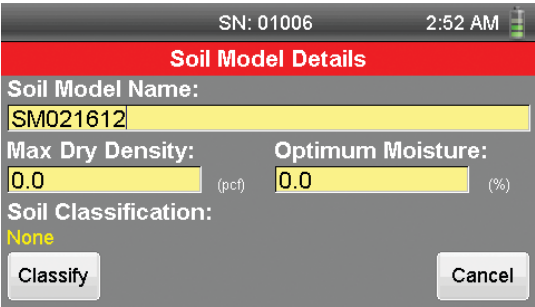 SN: 01006 2:52 AM
Soil Model Details
Soil Model Name:
SM021612
Max Dry Density: Optimum Moisture:
0.0 (pcf) 0.0 (%)
Soil Classification:
None
Classify Cancel